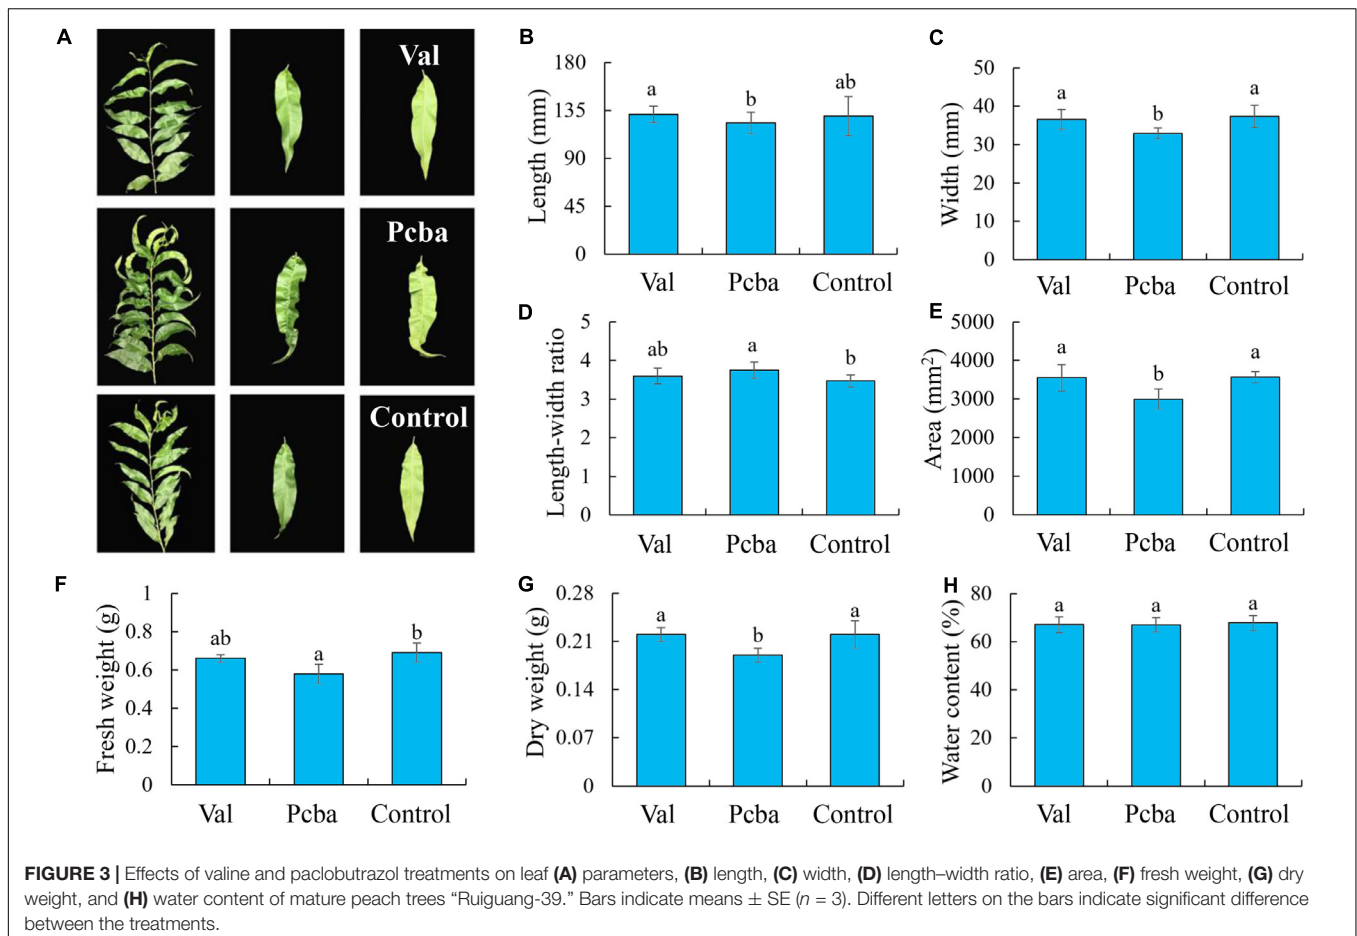 A
Val
Pcba
Control
B
Length (mm)
180
135
90
45
0
a
b
ab
Val Pcba Control
C
Width (mm)
50
40
30
20
10
0
a
b
a
Val Pcba Control
D
Length-width ratio
5
4
3
2
1
0
ab
a
b
Val Pcba Control
E
Area (mm²)
5000
4000
3000
2000
1000
0
a
b
a
Val Pcba Control
F
Fresh weight (g)
1
0.8
0.6
0.4
0.2
0
ab
a
b
Val Pcba Control
G
Dry weight (g)
0.28
0.21
0.14
0.07
0
a
b
a
Val Pcba Control
H
Water content (%)
80
60
40
20
0
a
a
a
Val Pcba Control
FIGURE 3 | Effects of valine and paclobutrazol treatments on leaf (A) parameters, (B) length, (C) width, (D) length–width ratio, (E) area, (F) fresh weight, (G) dry
weight, and (H) water content of mature peach trees “Ruiguang-39.” Bars indicate means ± SE (n = 3). Different letters on the bars indicate significant difference
between the treatments.